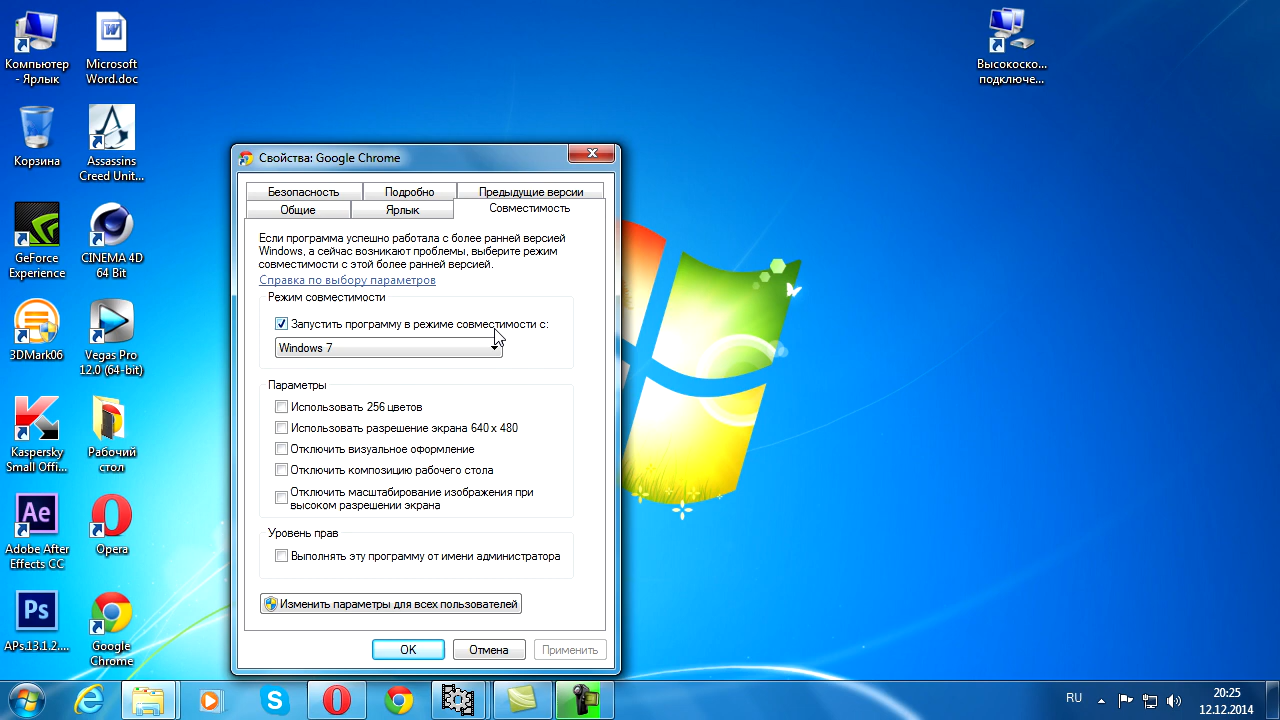 Компьютер
- Ярлык
Microsoft
Word.doc
Высокоско...
подключе...
Корзина
Assassins
Creed Unit...
GeForce
Experience
CINEMA 4D
64 Bit
3DMark06
Vegas Pro
12.0 (64-bit)
Kaspersky
Small Offi...
Рабочий
стол
Ae
Adobe After
Effects CC
Opera
Ps
APs.13.1.2....
Google
Chrome
Свойства: Google Chrome
Безопасность
Подробно
Предыдущие версии
Общие
Ярлык
Совместимость
Если программа успешно работала с более ранней версией
Windows, а сейчас возникают проблемы, выберите режим
совместимости с этой более ранней версией.
Справка по выбору параметров
Режим совместимости
Запустить программу в режиме совместимости с:
Windows 7
Параметры
Использовать 256 цветов
Использовать разрешение экрана 640 x 480
Отключить визуальное оформление
Отключить композицию рабочего стола
Отключить масштабирование изображения при
высоком разрешении экрана
Уровень прав
Выполнять эту программу от имени администратора
Изменить параметры для всех пользователей
OK
Отмена
Применить
RU
20:25
12.12.2014